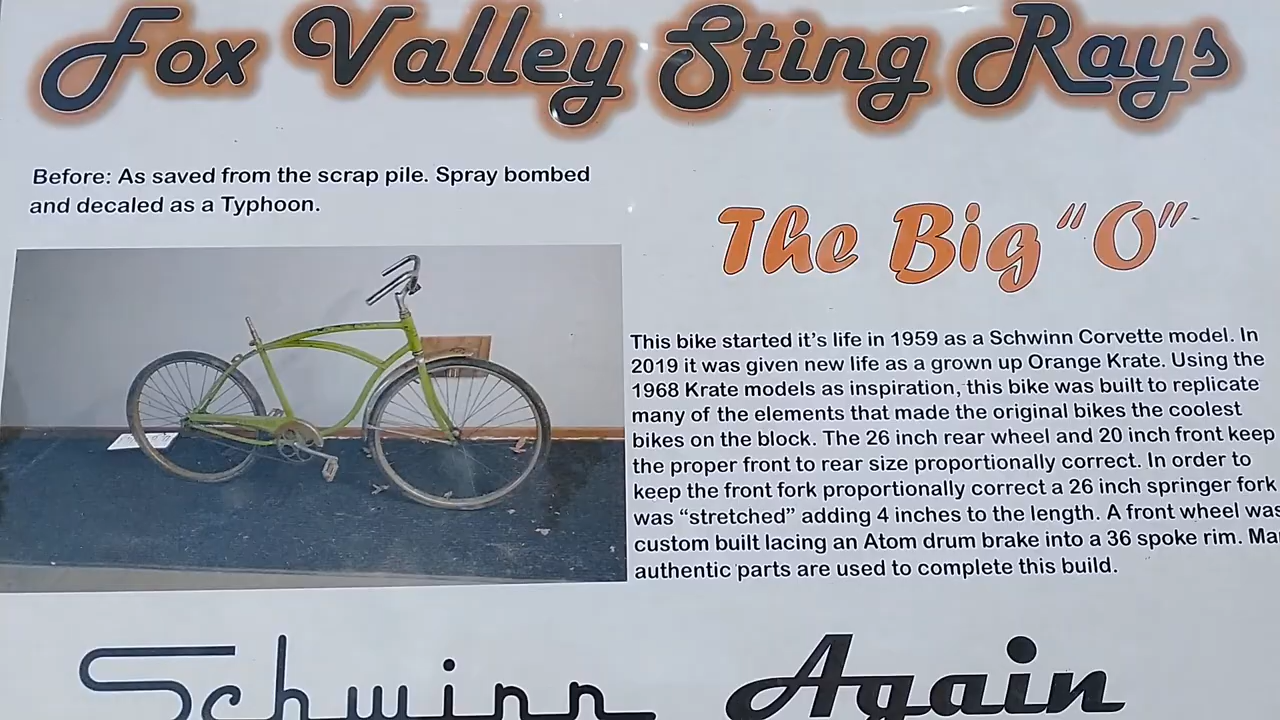 Fox Valley Sting Rays
Before: As saved from the scrap pile. Spray bombed
and decaled as a Typhoon.
The Big "O"
This bike started it's life in 1959 as a Schwinn Corvette model. In
2019 it was given new life as a grown up Orange Krate. Using the
1968 Krate models as inspiration, this bike was built to replicate
many of the elements that made the original bikes the coolest
bikes on the block. The 26 inch rear wheel and 20 inch front keep
the proper front to rear size proportionally correct. In order to
keep the front fork proportionally correct a 26 inch springer fork
was “stretched” adding 4 inches to the length. A front wheel was
custom built lacing an Atom drum brake into a 36 spoke rim. Ma
authentic parts are used to complete this build.
Schwinn Again